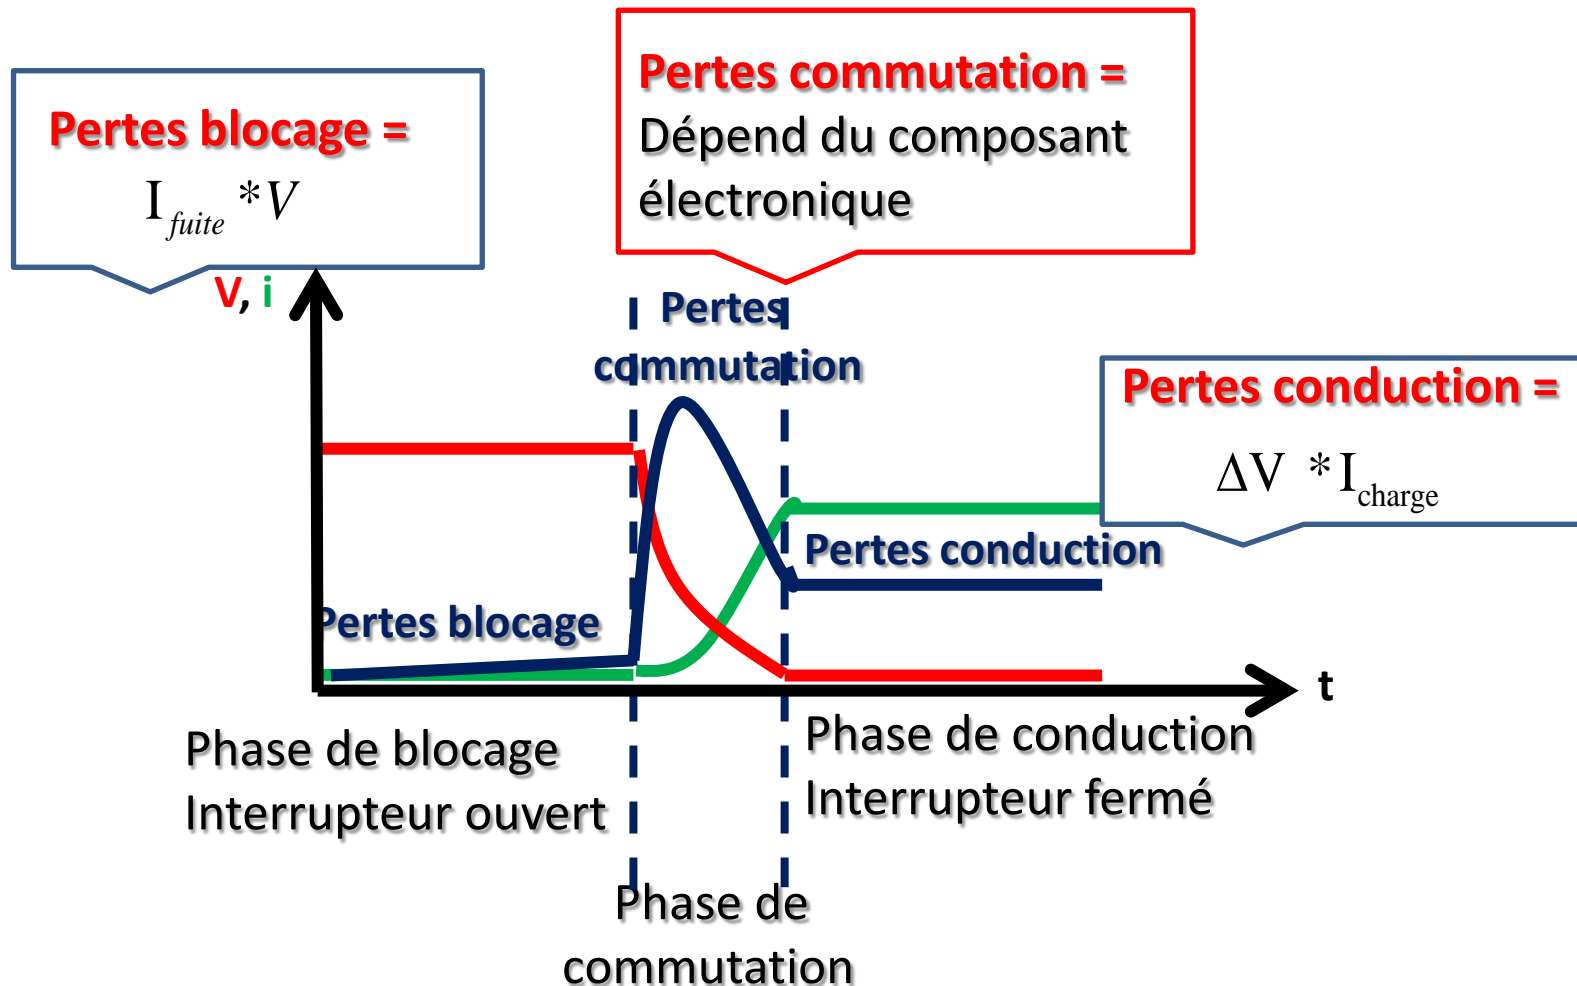 Pertes blocage =
I fuite *V
Pertes commutation =
Dépend du composant
électronique
V, i
Pertes
commutation
Pertes conduction =
ΔV *I charge
Pertes conduction
Pertes blocage
t
Phase de blocage
Interrupteur ouvert
Phase de conduction
Interrupteur fermé
Phase de
commutation